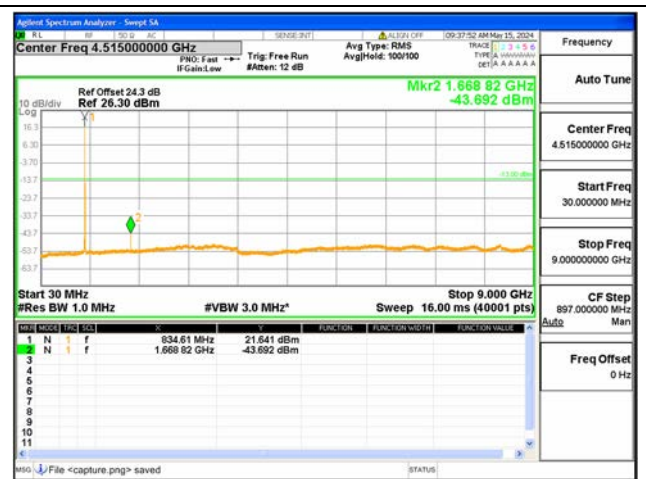 Agilent Spectrum Analyzer - Swept SA
RL RF 50 Ω AC SENSE:INT ALIGN OFF 09:37:52 AM May 15, 2024
Center Freq 4.515000000 GHz
PNO: Fast
IFGain:Low
Trig: Free Run
#Atten: 12 dB
Avg Type: RMS
Avg|Hold: 100/100
TRACE 1 2 3 4 5 6
TYPE A
DET A A A A A A
Frequency
Ref Offset 24.3 dB
Ref 26.30 dBm
Mkr2 1.668 82 GHz
-43.692 dBm
10 dB/div
Log
1
16.3
6.30
-3.70
-13.7
-13.00 dBm
-23.7
2
-33.7
-43.7
-53.7
-63.7
Start 30 MHz
Stop 9.000 GHz
#Res BW 1.0 MHz
#VBW 3.0 MHz*
Sweep 16.00 ms (40001 pts)
MKR MODE TRC SCL X Y FUNCTION FUNCTION WIDTH FUNCTION VALUE
1 N 1 f 834.61 MHz 21.641 dBm
2 N 1 f 1.668 82 GHz -43.692 dBm
3
4
5
6
7
8
9
10
11
Auto Tune
Center Freq
4.515000000 GHz
Start Freq
30.000000 MHz
Stop Freq
9.000000000 GHz
CF Step
897.000000 MHz
Auto Man
Freq Offset
0 Hz
MSG File <capture.png> saved STATUS